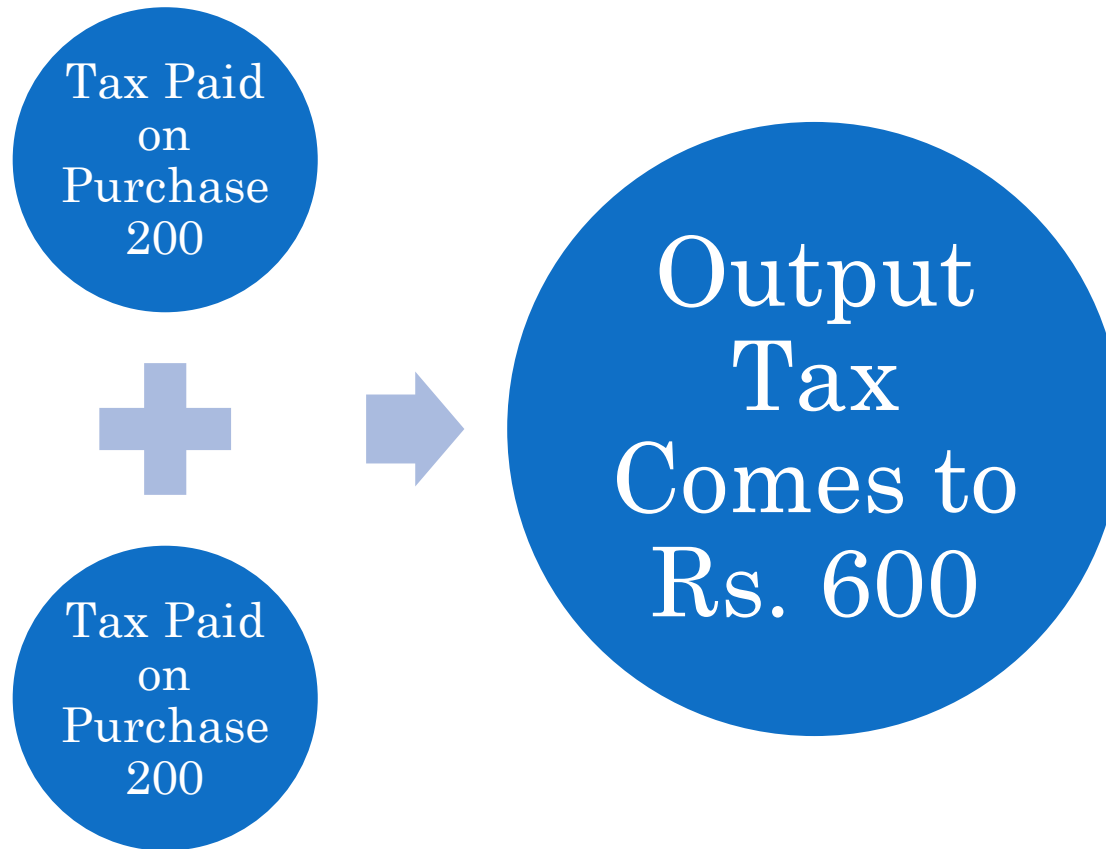 Tax Paid
on
Purchase
200
Tax Paid
on
Purchase
200
Output
Tax
Comes to
Rs. 600